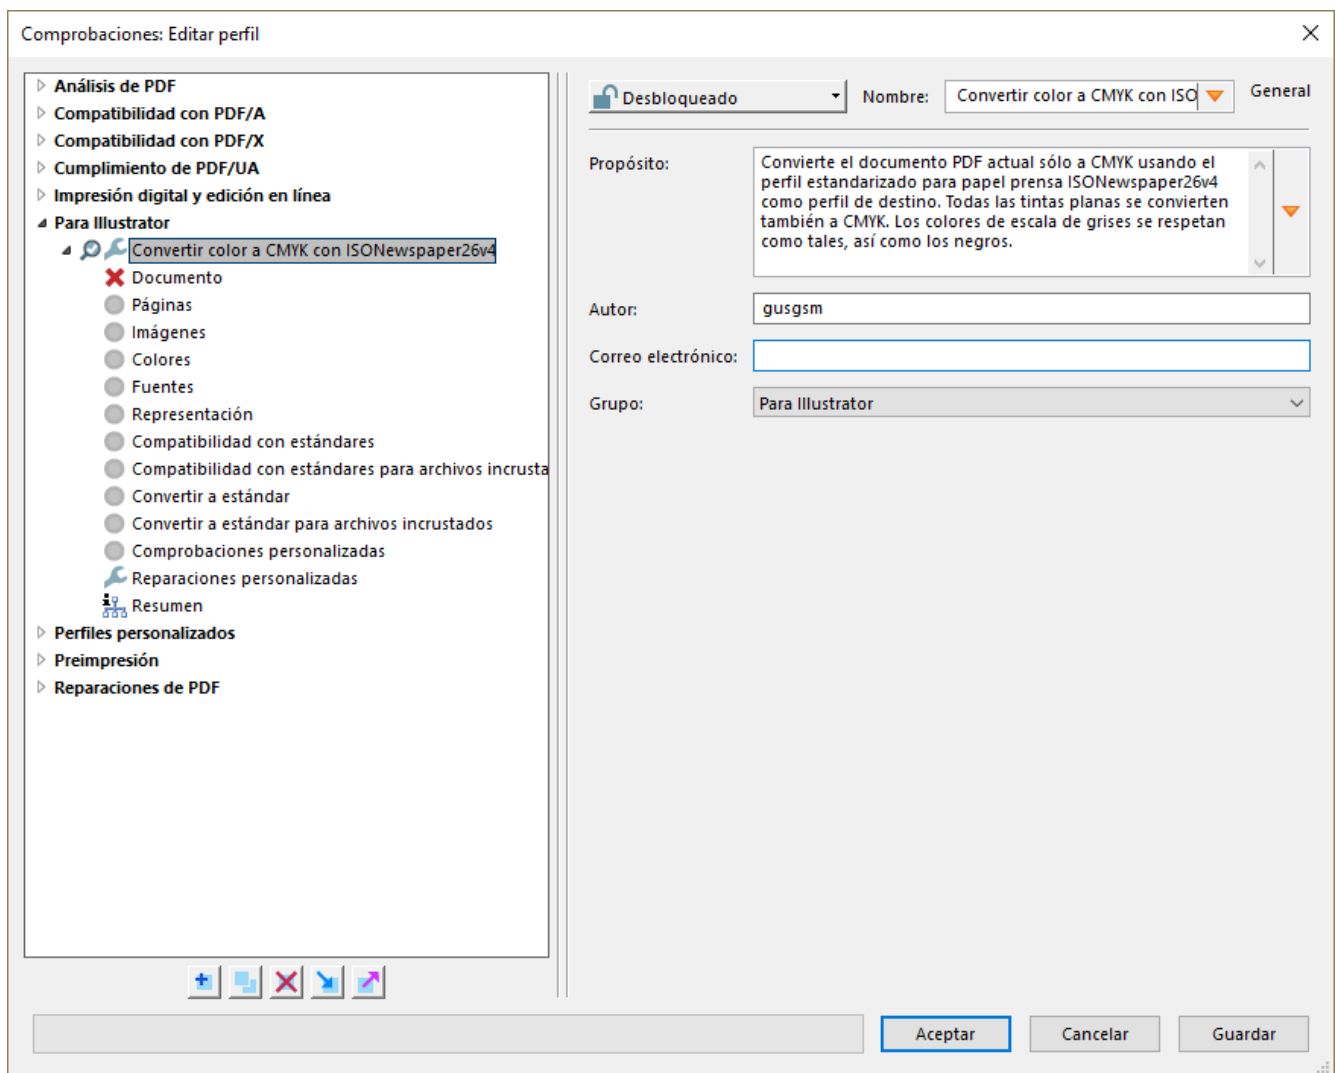 Comprobaciones: Editar perfil
Análisis de PDF
Compatibilidad con PDF/A
Compatibilidad con PDF/X
Cumplimiento de PDF/UA
Impresión digital y edición en línea
Para Illustrator
Convertir color a CMYK con ISONewspaper26v4
Documento
Páginas
Imágenes
Colores
Fuentes
Representación
Compatibilidad con estándares
Compatibilidad con estándares para archivos incrusta
Convertir a estándar
Convertir a estándar para archivos incrustados
Comprobaciones personalizadas
Reparaciones personalizadas
Resumen
Perfiles personalizados
Preimpresión
Reparaciones de PDF
Desbloqueado
Nombre:
Convertir color a CMYK con ISO
General
Propósito:
Convierte el documento PDF actual sólo a CMYK usando el
perfil estandarizado para papel prensa ISONewspaper26v4
como perfil de destino. Todas las tintas planas se convierten
también a CMYK. Los colores de escala de grises se respetan
como tales, así como los negros.
Autor:
gusgsm
Correo electrónico:
Grupo:
Para Illustrator
Aceptar
Cancelar
Guardar